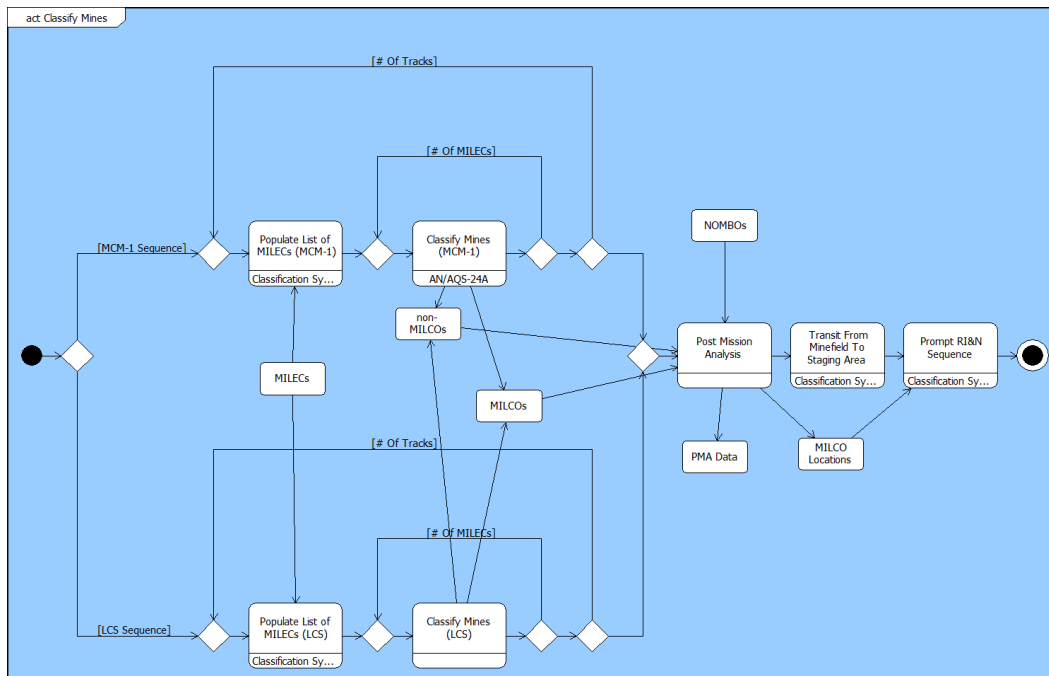 act Classify Mines
[# Of Tracks]
[# Of MILECs]
NOMBOs
[MCM-1 Sequence]
Populate List of
MILECs (MCM-1)
Classification Sy...
Classify Mines
(MCM-1)
AN/AQS-24A
non-
MILCOs
Post Mission
Analysis
Transit From
Minefield To
Staging Area
Classification Sy...
Prompt RI&N
Sequence
Classification Sy...
MILECs
MILCOs
[# Of Tracks]
PMA Data
MILCO
Locations
[# Of MILECs]
[LCS Sequence]
Populate List of
MILECs (LCS)
Classification Sy...
Classify Mines
(LCS)